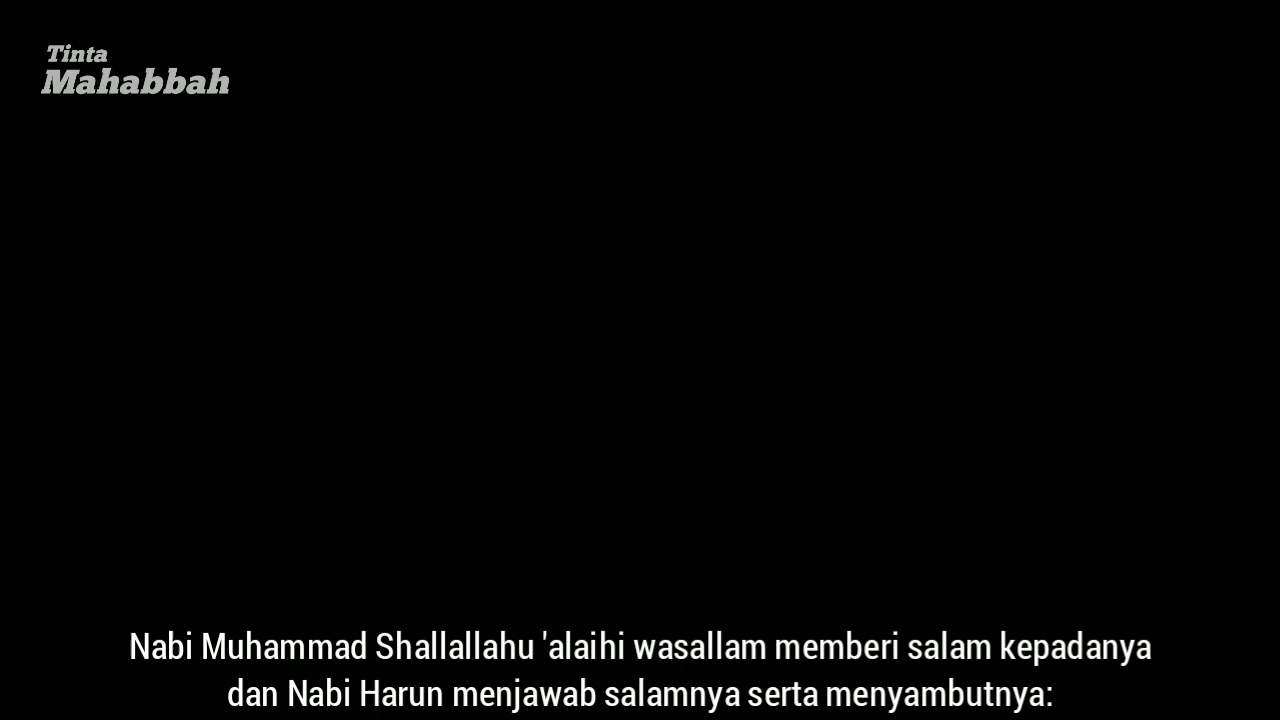 Tinta
Mahabbah
Nabi Muhammad Shallallahu 'alaihi wasallam memberi salam kepadanya
dan Nabi Harun menjawab salamnya serta menyambutnya: